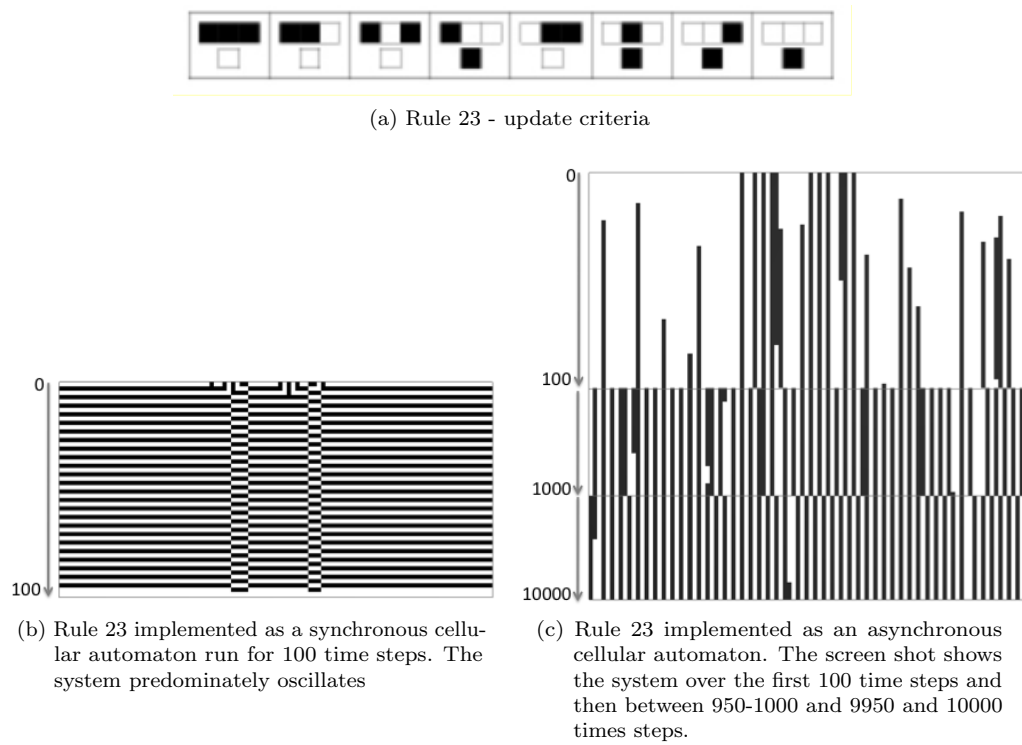 (a) Rule 23 - update criteria
0
100
(b) Rule 23 implemented as a synchronous cellu-
lar automaton run for 100 time steps. The
system predominately oscillates
0
100
1000
10000
(c) Rule 23 implemented as an asynchronous
cellular automaton. The screen shot shows
the system over the first 100 time steps and
then between 950-1000 and 9950 and 10000
times steps.